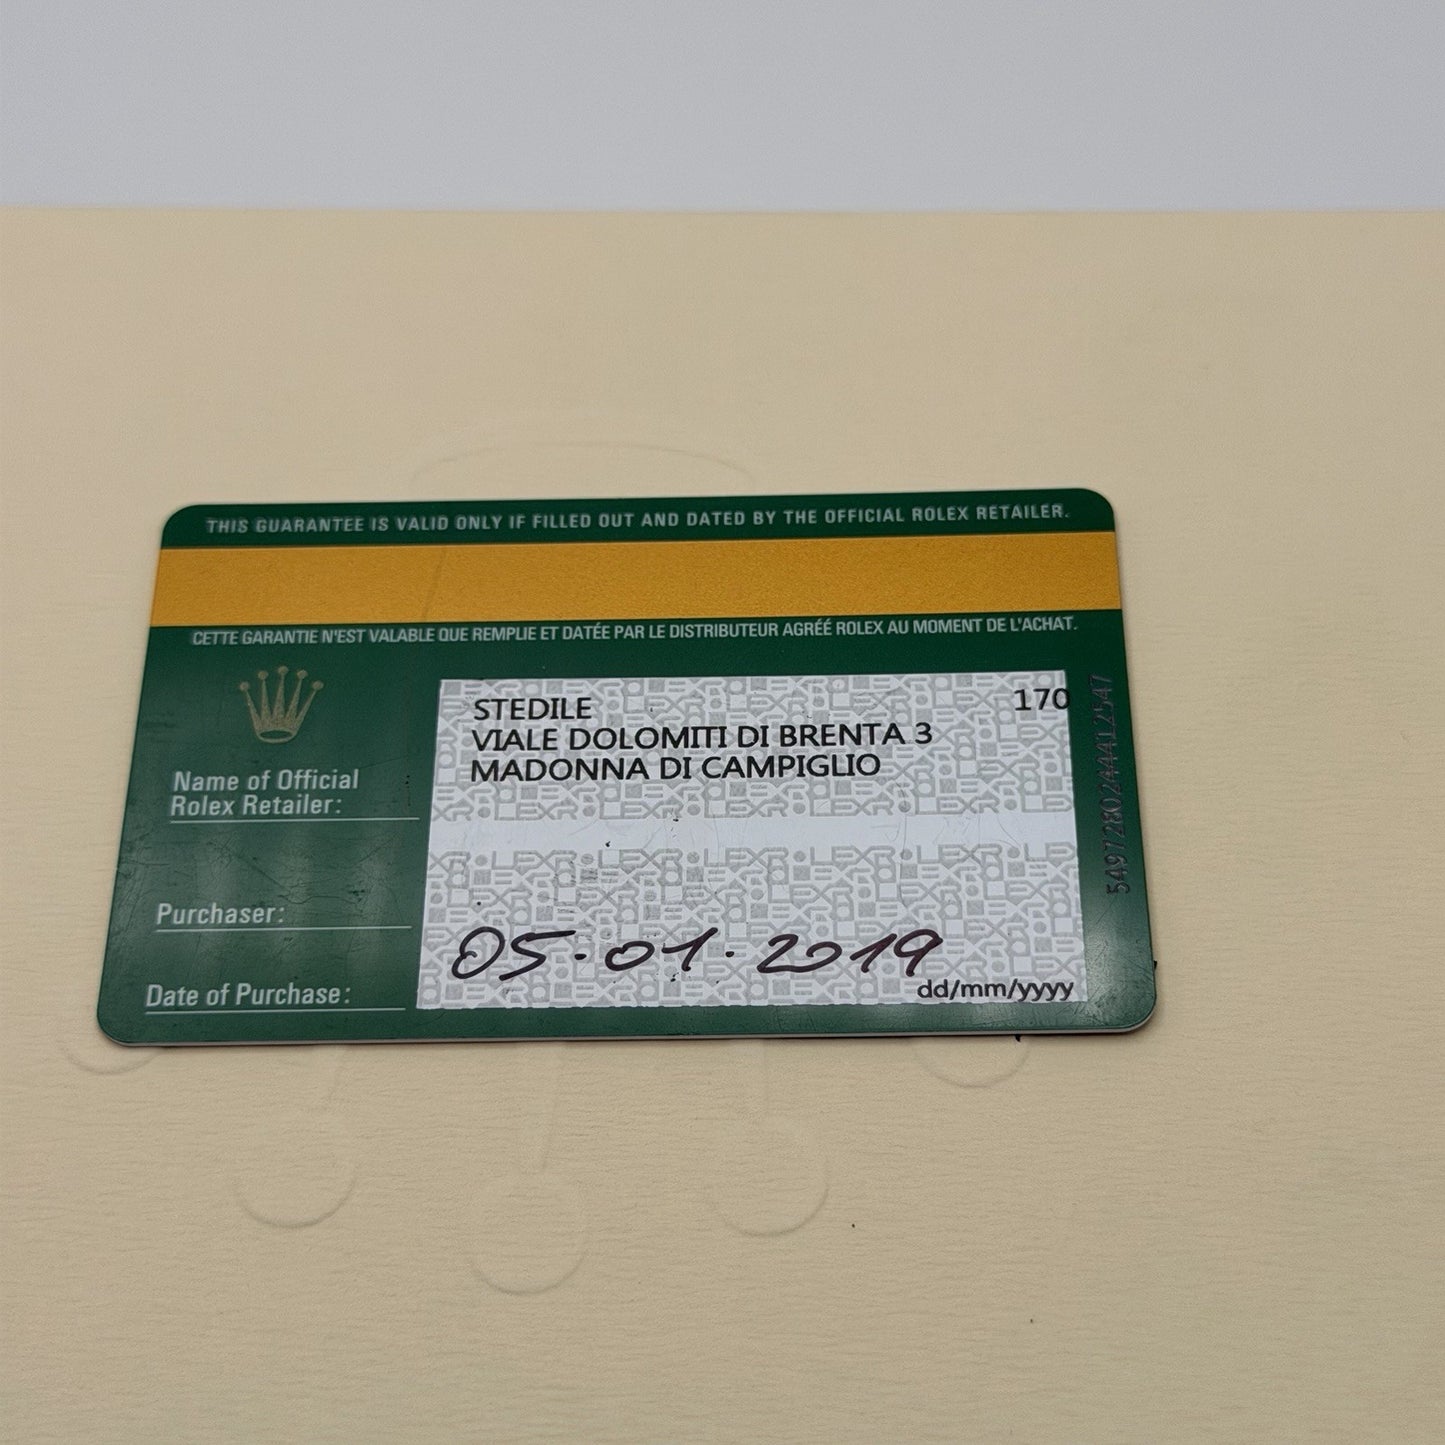 THIS GUARANTEE IS VALID ONLY IF FILLED OUT AND DATED BY THE OFFICIAL ROLEX RETAILER.
CETTE GARANTIE N'EST VALABLE QUE REMPLIE ET DATÉE PAR LE DISTRIBUTEUR AGRÉÉ ROLEX AU MOMENT DE L'ACHAT.
STEDILE 170
VIALE DOLOMITI DI BRENTA 3
MADONNA DI CAMPIGLIO
Name of Official
Rolex Retailer:
Purchaser:
Date of Purchase: 05.01.2019
dd/mm/yyyy